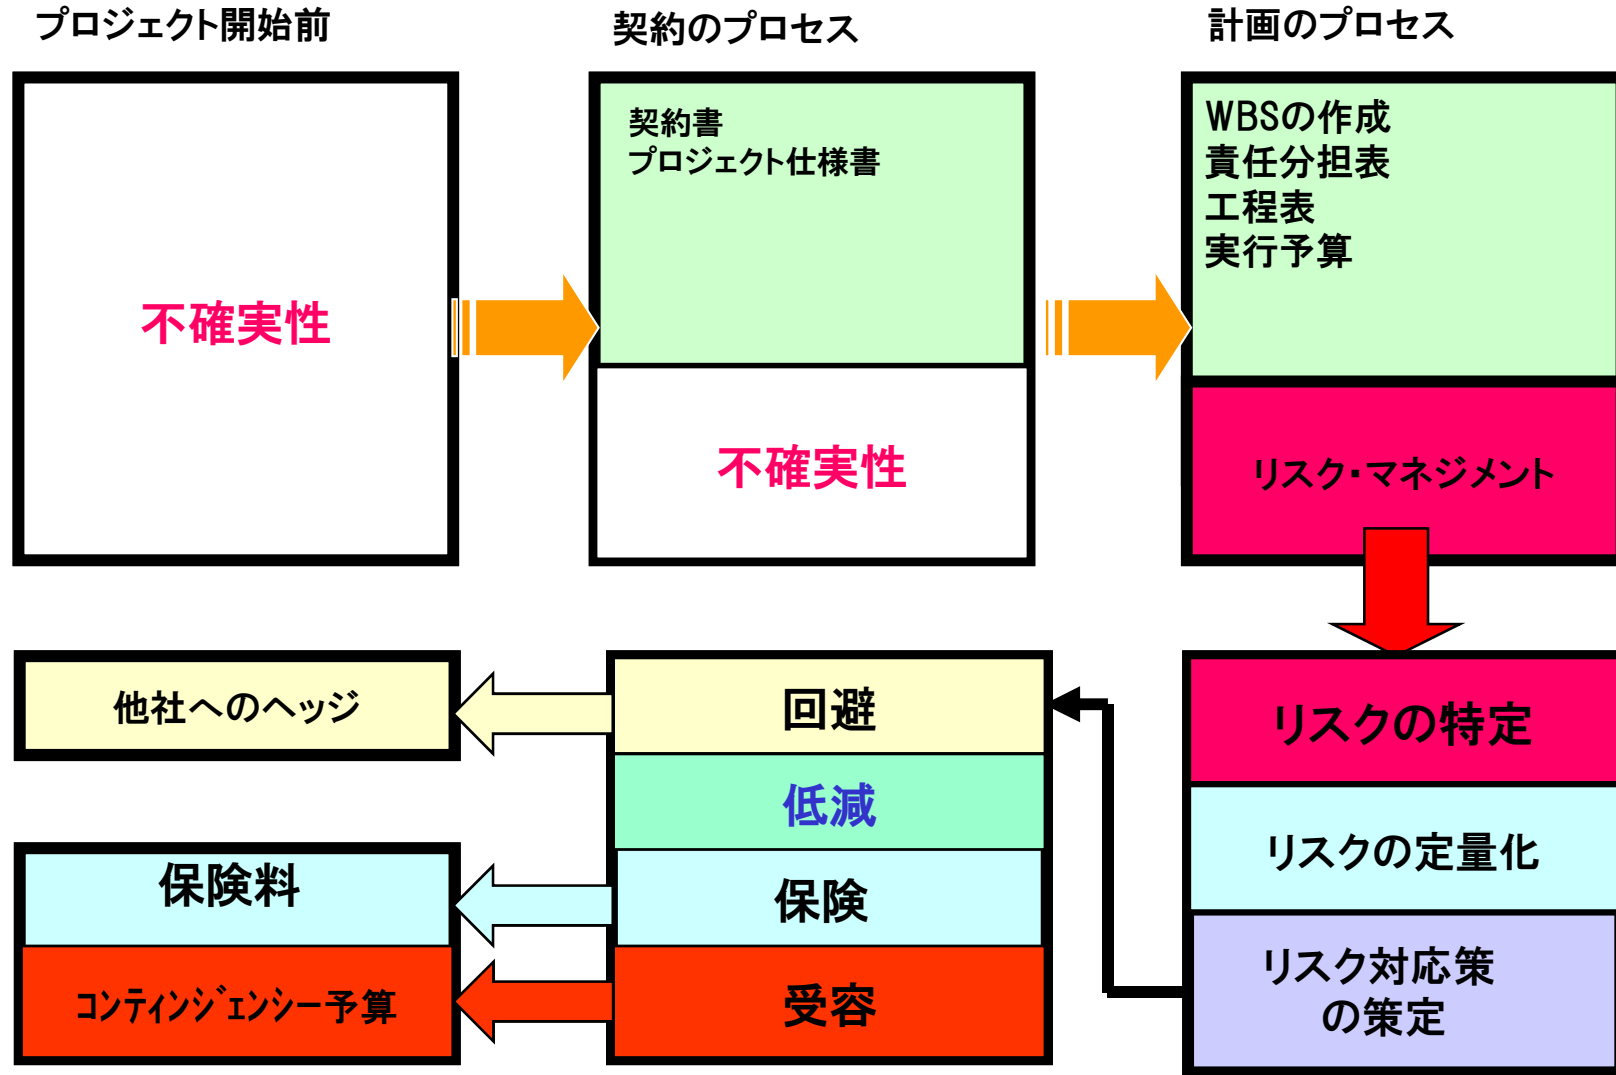 プロジェクト開始前
契約のプロセス
計画のプロセス
不確実性
契約書
プロジェクト仕様書
不確実性
WBSの作成
責任分担表
工程表
実行予算
リスク・マネジメント
他社へのヘッジ
回避
リスクの特定
低減
リスクの定量化
保険料
保険
リスク対応策
の策定
コンティンジェンシー予算
受容